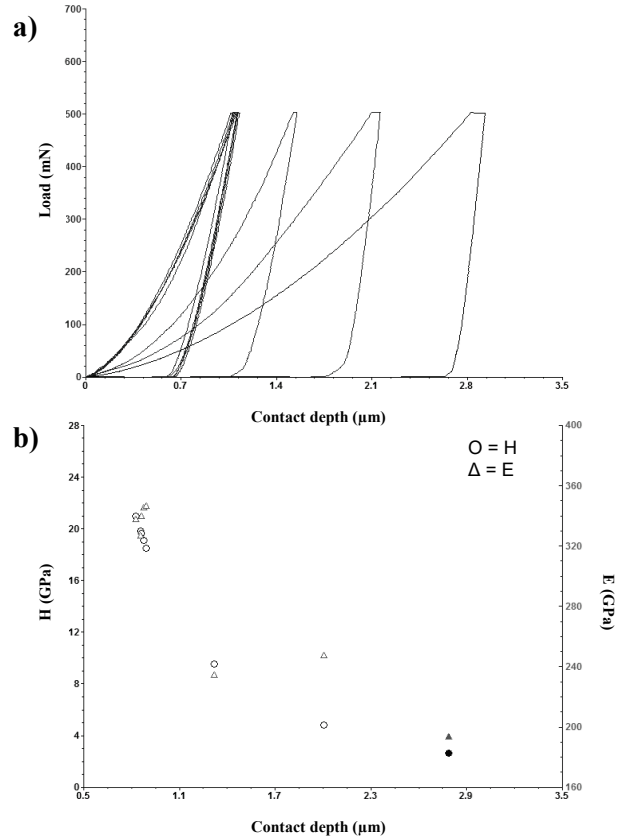 a)
700
600
500
400
300
200
100
0
Load (mN)
0 0.7 1.4 2.1 2.8 3.5
Contact depth (µm)
b)
28
24
20
16
12
8
4
0
H (GPa)
O = H
Δ = E
400
360
320
280
240
200
160
E (GPa)
0.5 1.1 1.7 2.3 2.9 3.5
Contact depth (µm)